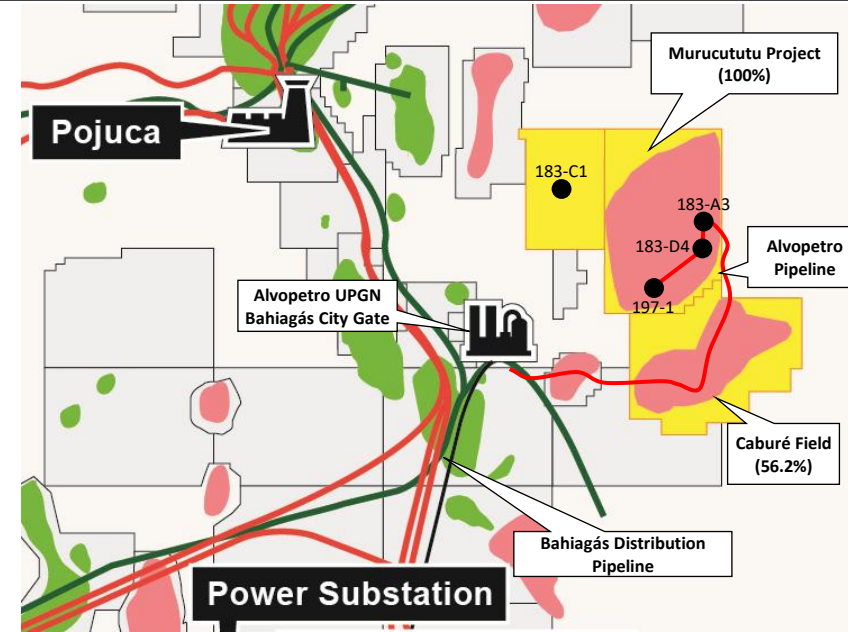 Murucututu Project
(100%)
Pojuca
183-C1
183-A3
183-D4
Alvopetro
Pipeline
197-1
Alvopetro UPGN
Bahiagás City Gate
Caburé Field
(56.2%)
Bahiagás Distribution
Pipeline
Power Substation